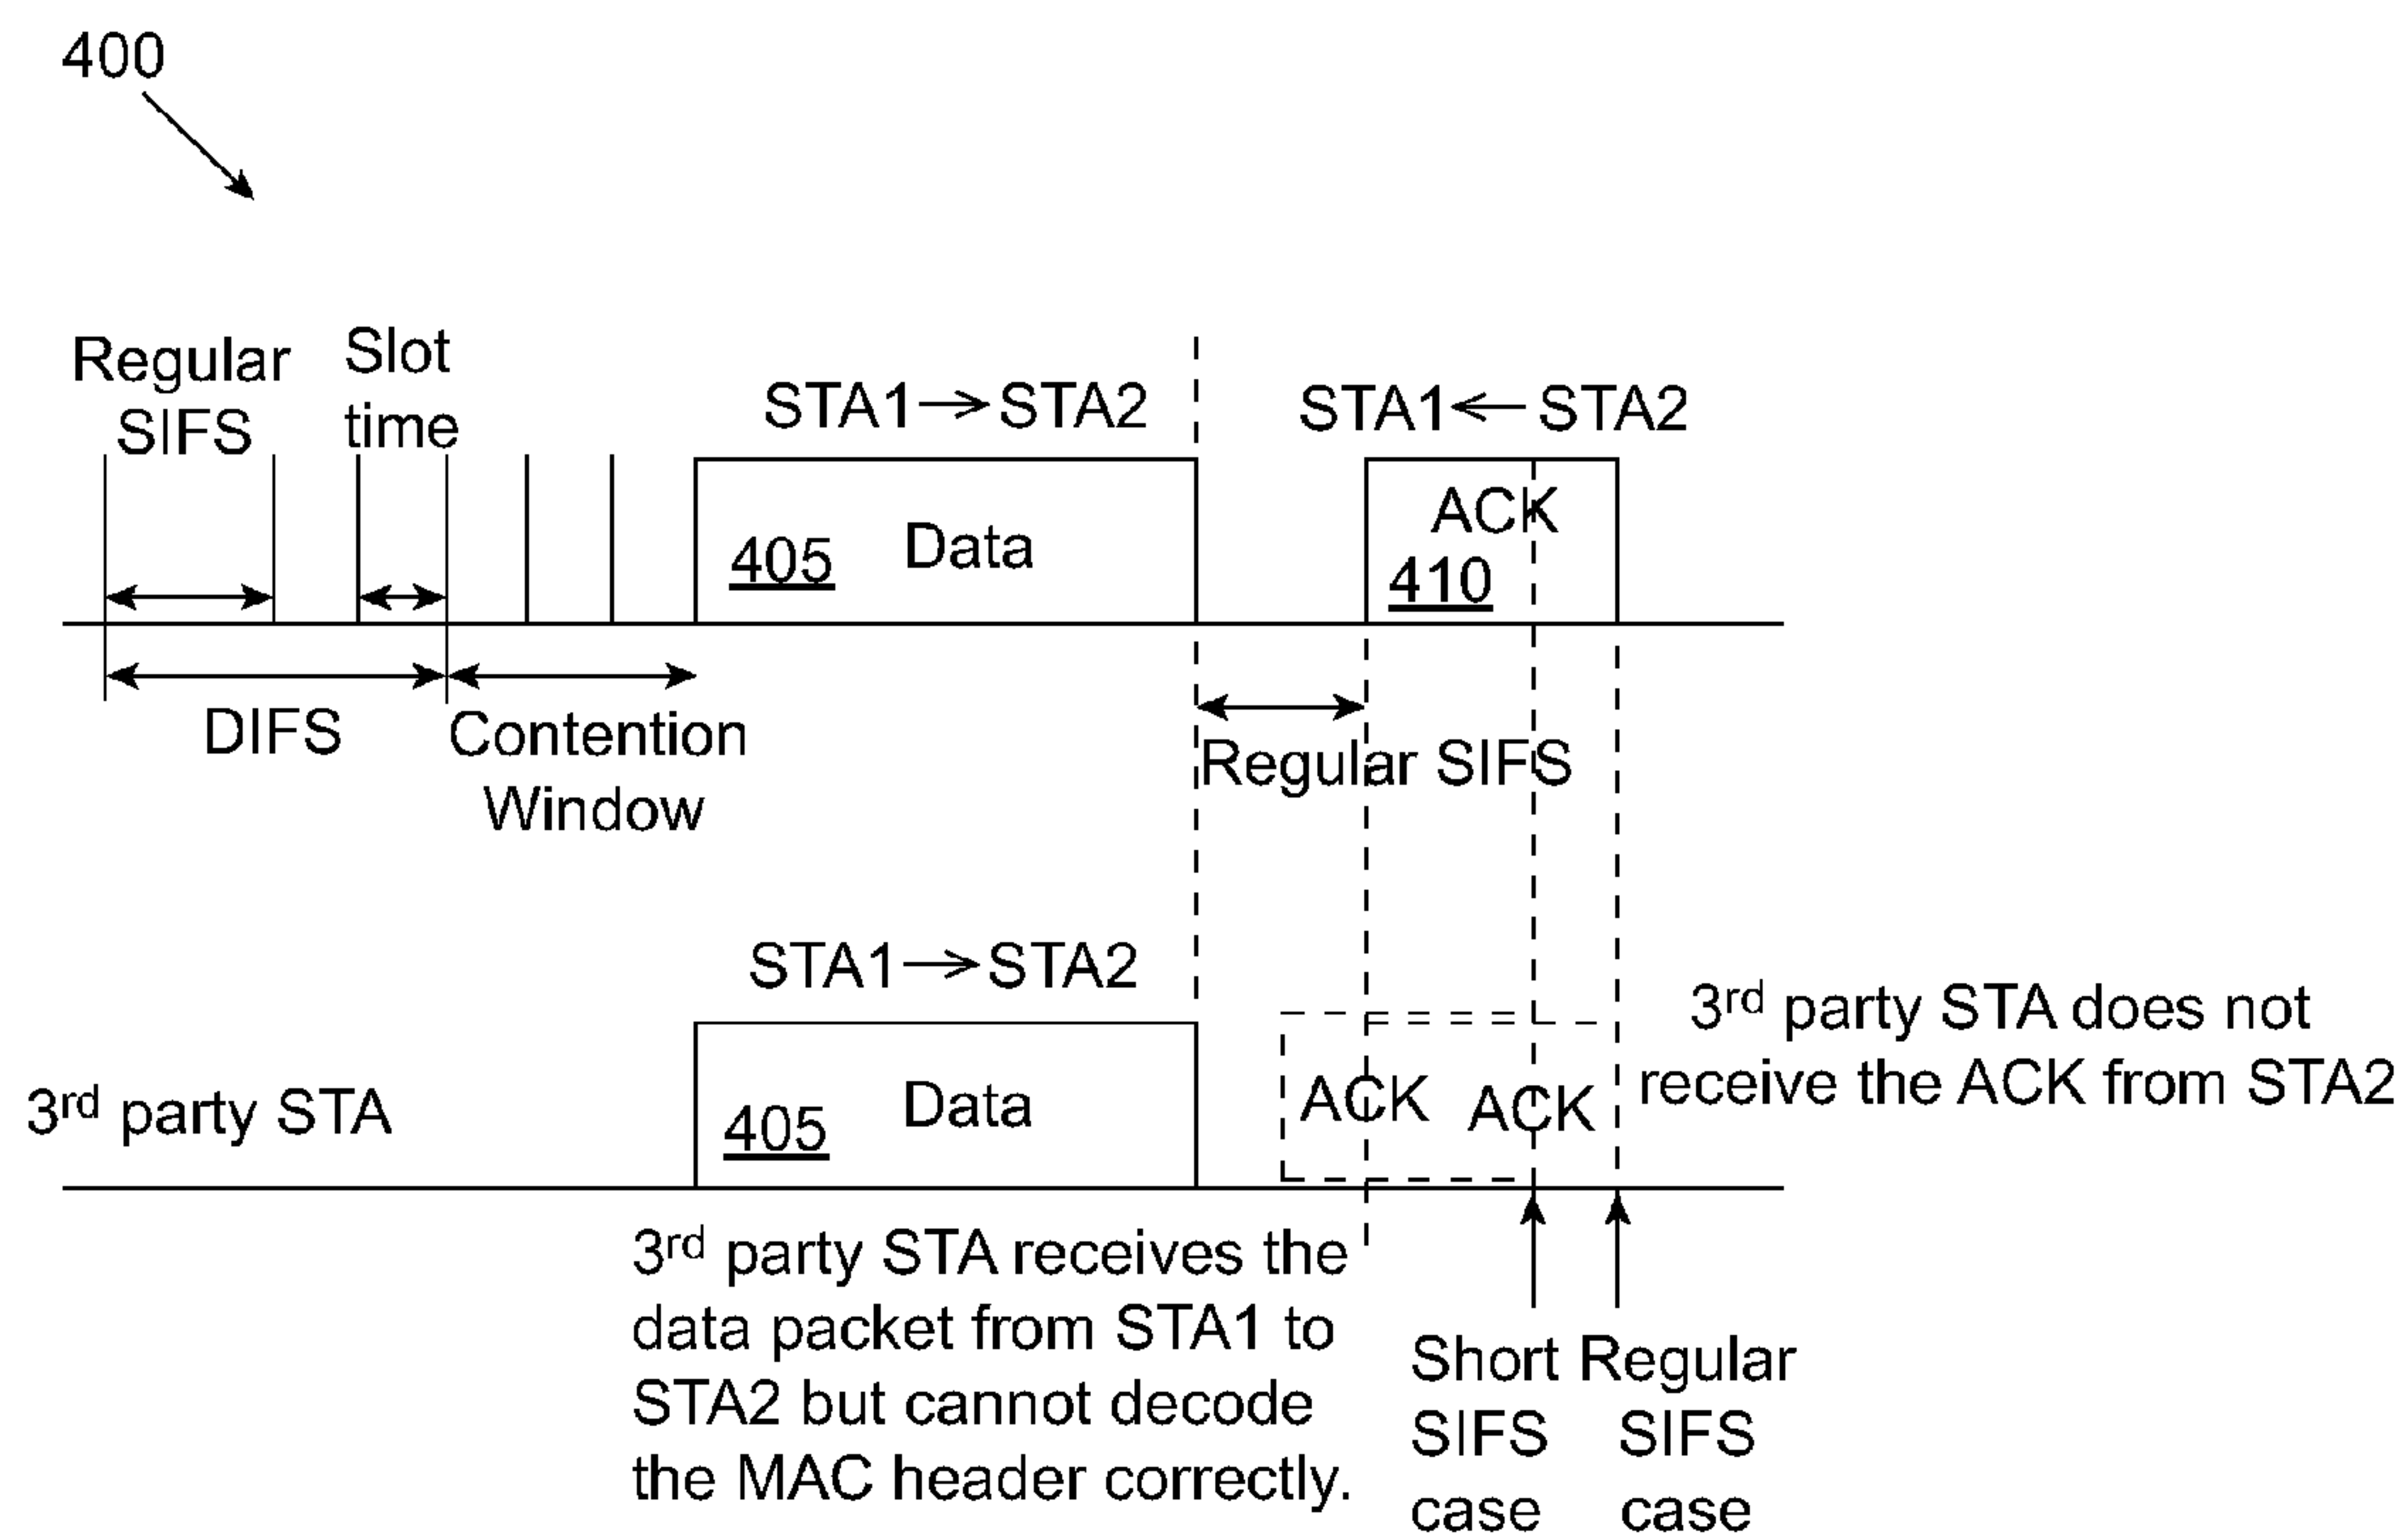 400
Regular
SIFS
Slot
time
STA1→STA2
STA1←STA2
405 Data
ACK
410
DIFS
Contention
Window
Regular SIFS
STA1→STA2
3rd party STA
405 Data
ACK
ACK
3rd party STA does not
receive the ACK from STA2
3rd party STA receives the
data packet from STA1 to
STA2 but cannot decode
the MAC header correctly.
Short
SIFS
case
Regular
SIFS
case